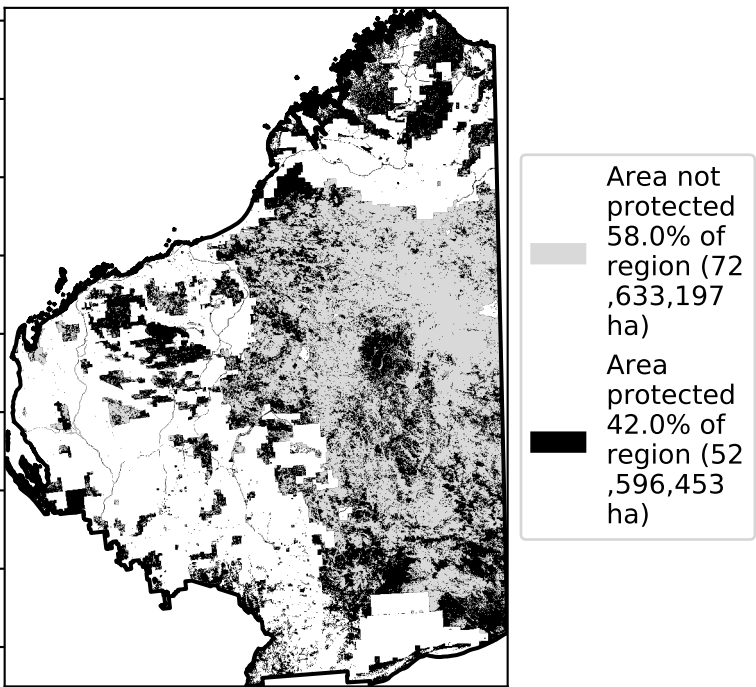 Area not
protected
58.0% of
region (72
,633,197
ha)
Area
protected
42.0% of
region (52
,596,453
ha)